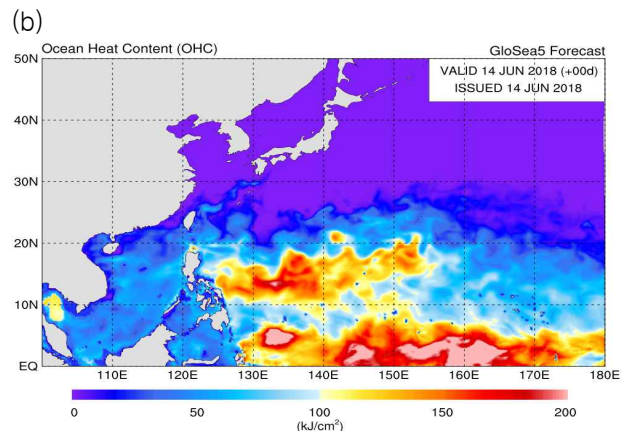 (b)
Ocean Heat Content (OHC) GloSea5 Forecast
VALID 14 JUN 2018 (+00d)
ISSUED 14 JUN 2018
50N
40N
30N
20N
10N
EQ
110E 120E 130E 140E 150E 160E 170E 180E
0 50 100 150 200
(kJ/cm²)